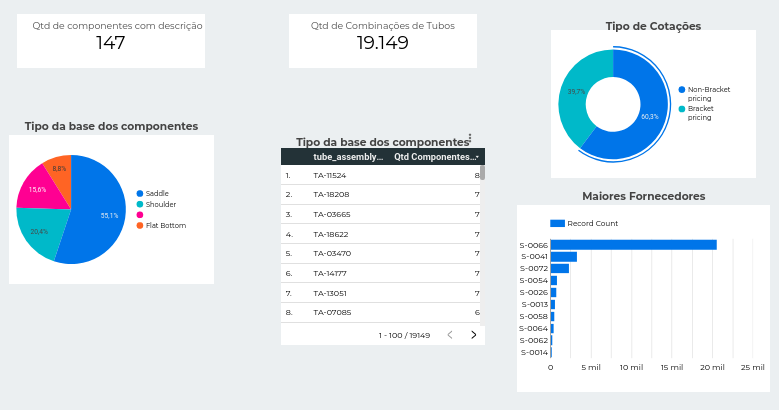 Qtd de componentes com descrição
147
Qtd de Combinações de Tubos
19.149
Tipo de Cotações
39,7%
60,3%
Non-Bracket
pricing
Bracket
pricing
Tipo da base dos componentes
55,1%
20,4%
15,6%
8,8%
Saddle
Shoulder
Flat Bottom
Tipo da base dos componentes
tube_assembly… Qtd Componentes…
1. TA-11524 8
2. TA-18208 7
3. TA-03665 7
4. TA-18622 7
5. TA-03470 7
6. TA-14177 7
7. TA-13051 7
8. TA-07085 6
1 - 100 / 19149
Maiores Fornecedores
Record Count
S-0066
S-0041
S-0072
S-0054
S-0026
S-0013
S-0058
S-0064
S-0062
S-0014
0 5 mil 10 mil 15 mil 20 mil 25 mil